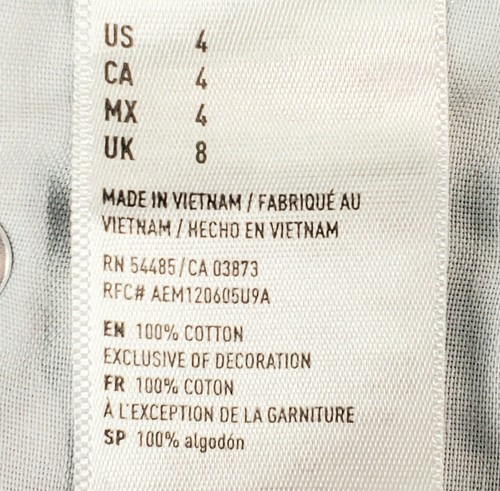 US 4
CA 4
MX 4
UK 8
MADE IN VIETNAM / FABRIQUÉ AU
VIETNAM / HECHO EN VIETNAM
RN 54485/CA 03873
RFC# AEM120605U9A
EN 100% COTTON
EXCLUSIVE OF DECORATION
FR 100% COTON
À L'EXCEPTION DE LA GARNITURE
SP 100% algodón